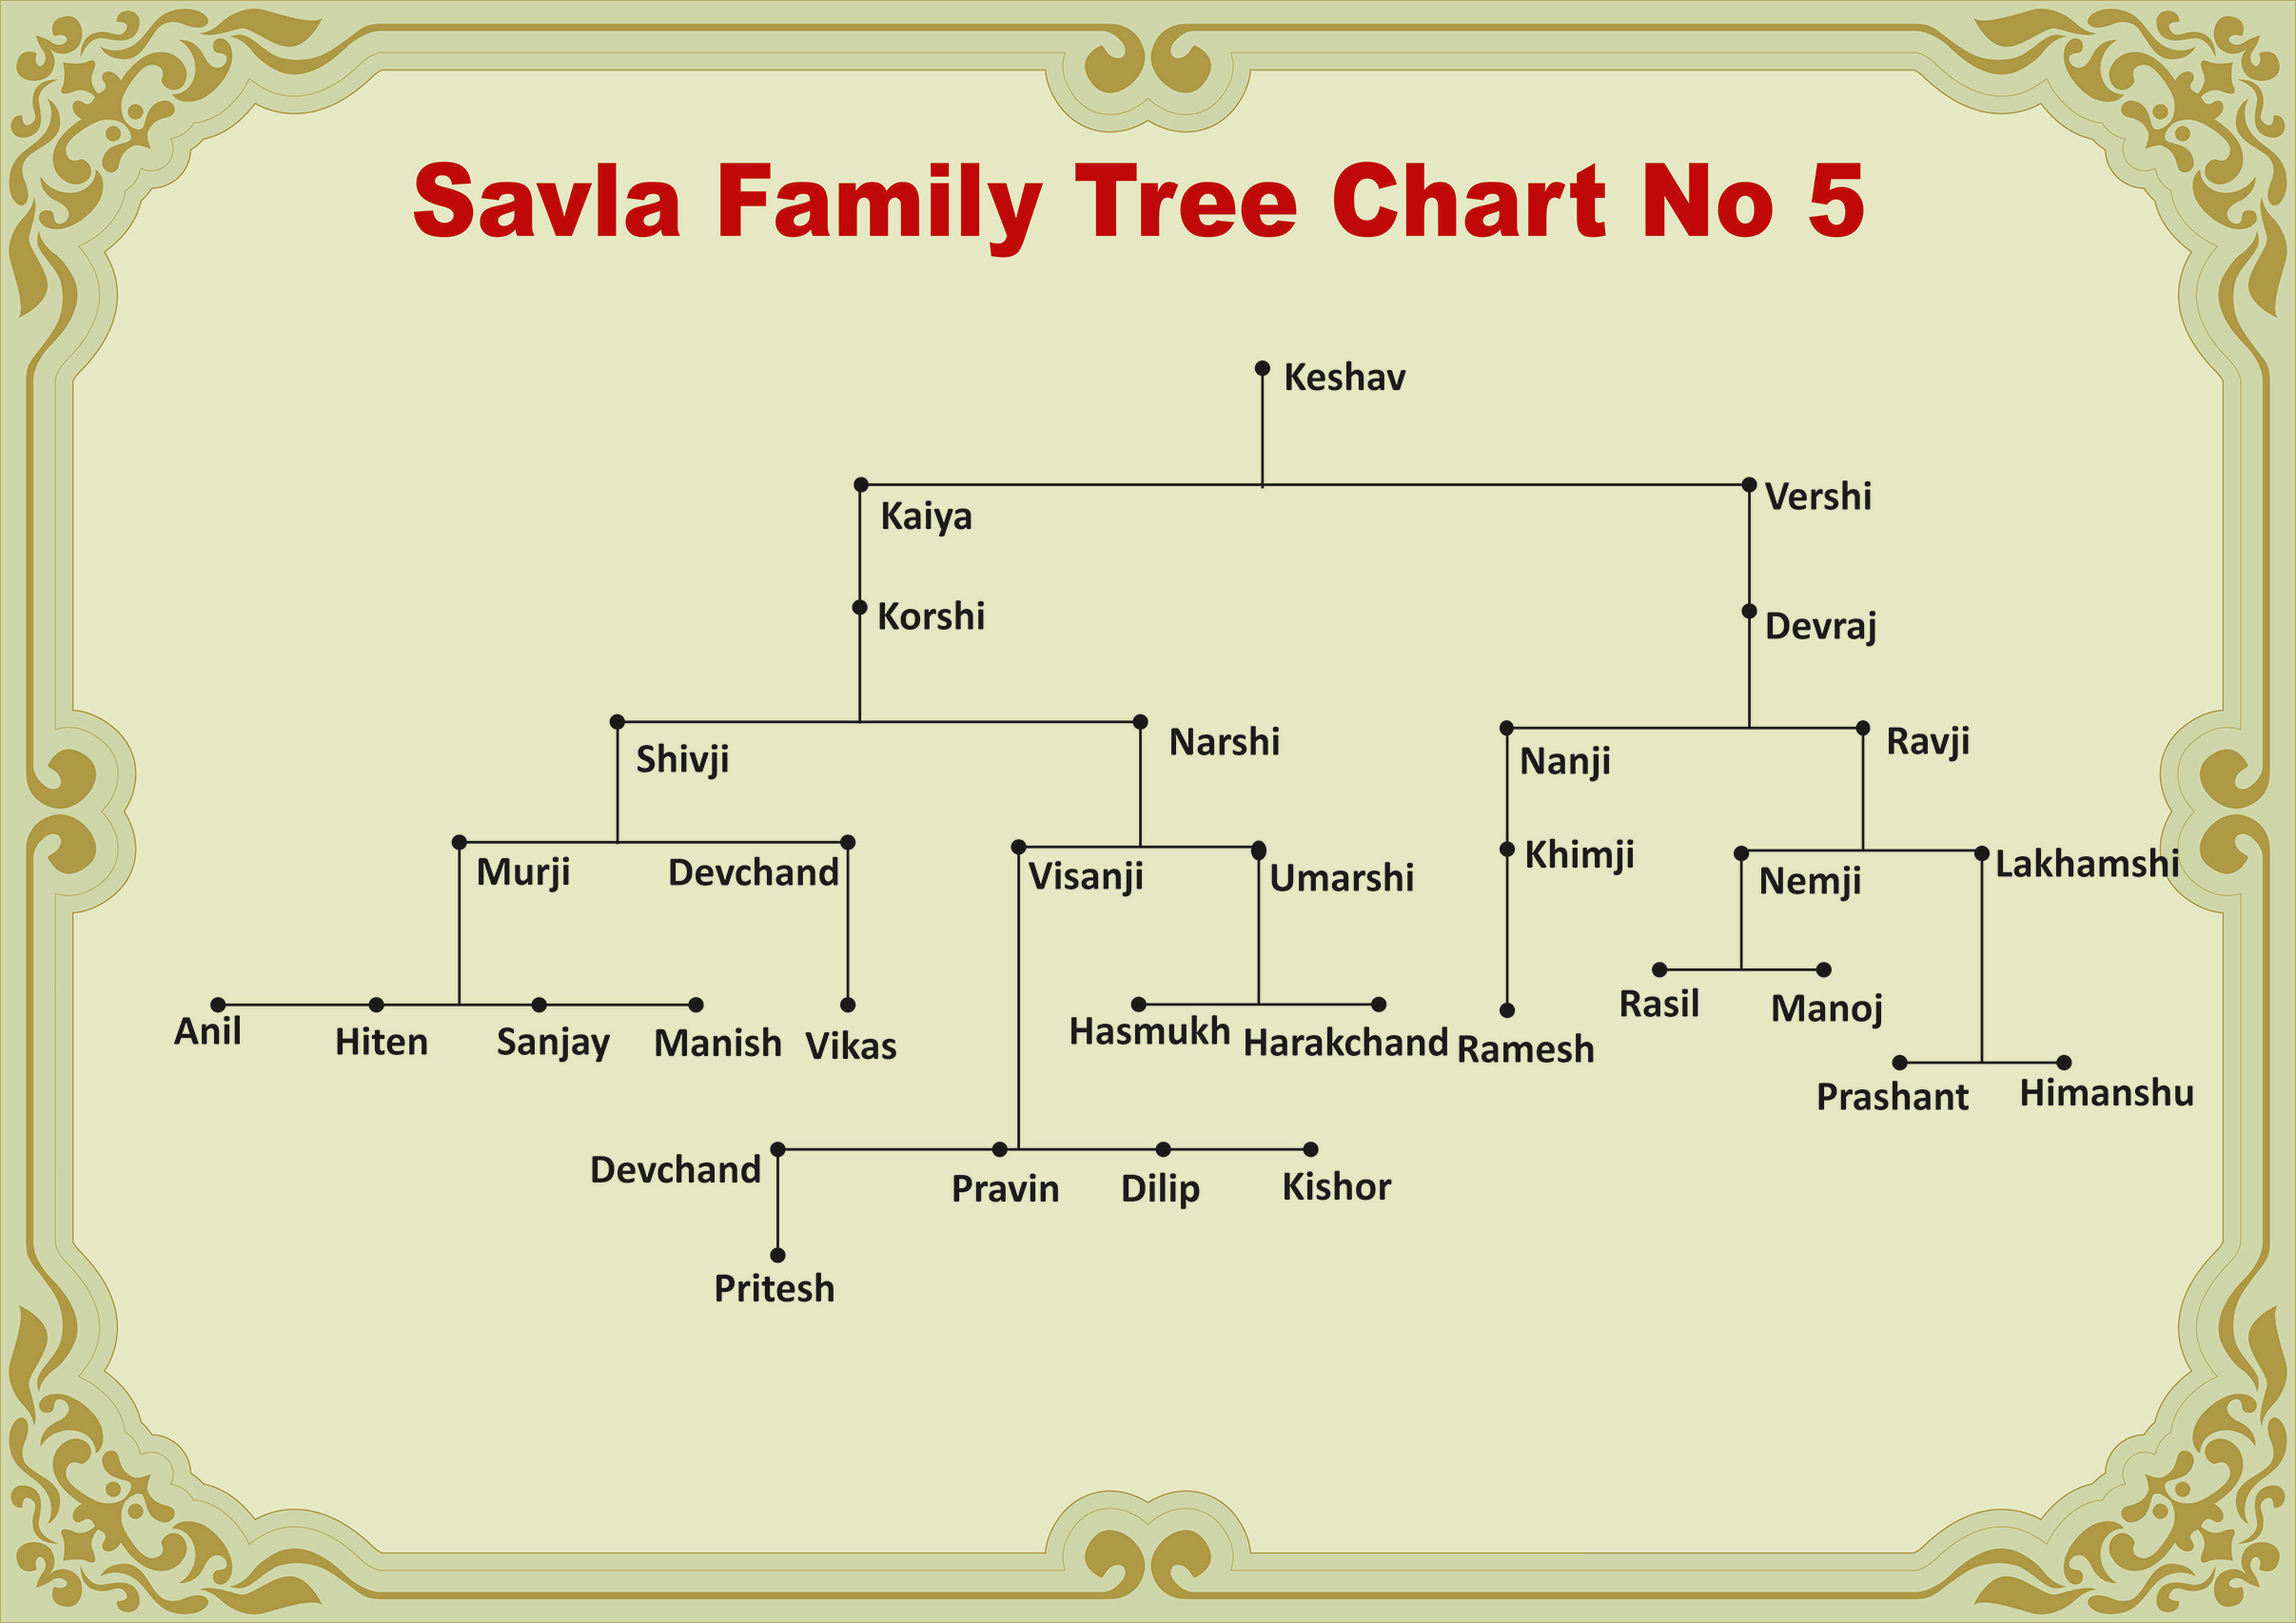 Savla Family Tree Chart No 5
Keshav
Kaiya
Vershi
Korshi
Devraj
Shivji
Narshi
Nanji
Ravji
Murji
Devchand
Visanji
Umarshi
Khimji
Nemji
Lakhamshi
Anil
Hiten
Sanjay
Manish
Vikas
Hasmukh
Harakchand
Ramesh
Rasil
Manoj
Prashant
Himanshu
Devchand
Pravin
Dilip
Kishor
Pritesh